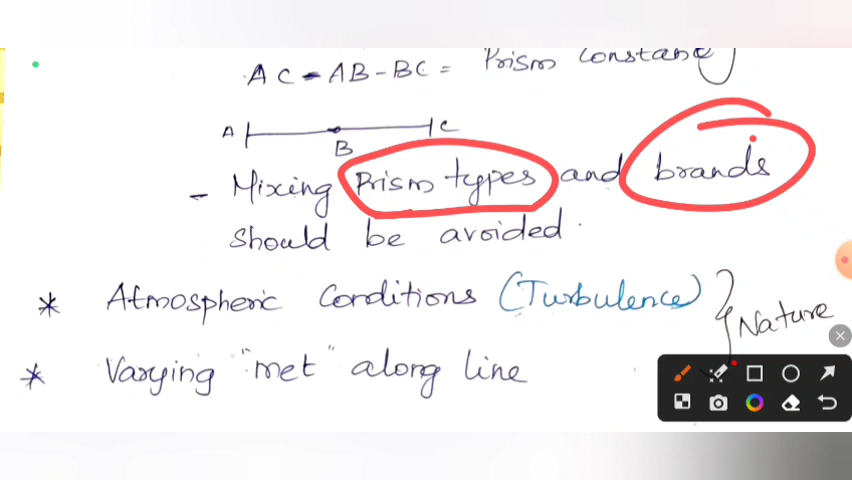 AC - AB - BC = Prism Constant
A C
B
- Mixing Prism types and brands
should be avoided.
* Atmospheric Conditions (Turbulence)
Nature
* Varying "met" along line